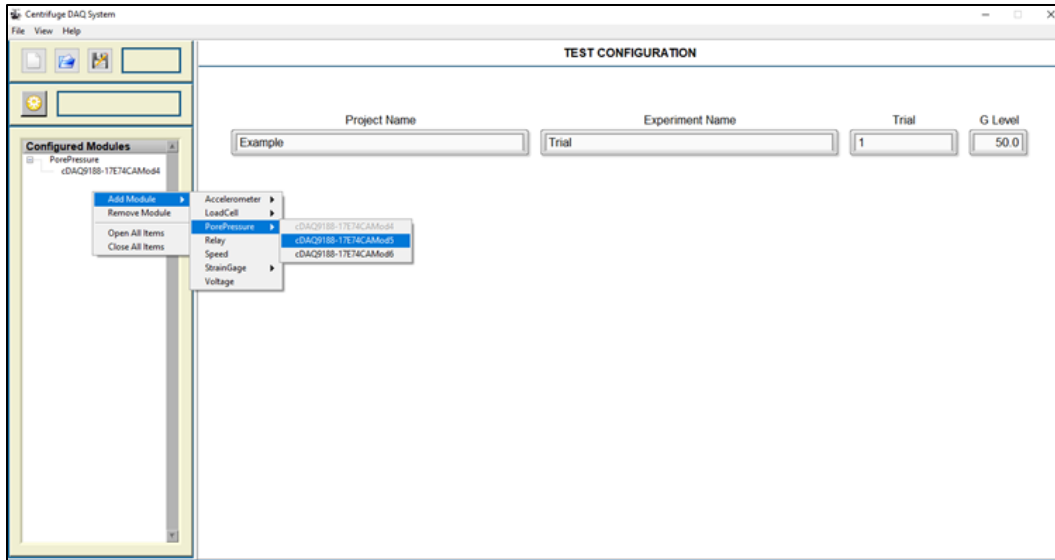 Centrifuge DAQ System
File View Help
TEST CONFIGURATION
Project Name
Experiment Name
Trial
G Level
Example
Trial
1
50.0
Configured Modules
PorePressure
cDAQ9188-17E74CAMod4
Add Module
Remove Module
Open All Items
Close All Items
Accelerometer
LoadCell
PorePressure
Relay
Speed
StrainGage
Voltage
cDAQ9188-17E74CAMod4
cDAQ9188-17E74CAMod5
cDAQ9188-17E74CAMod6